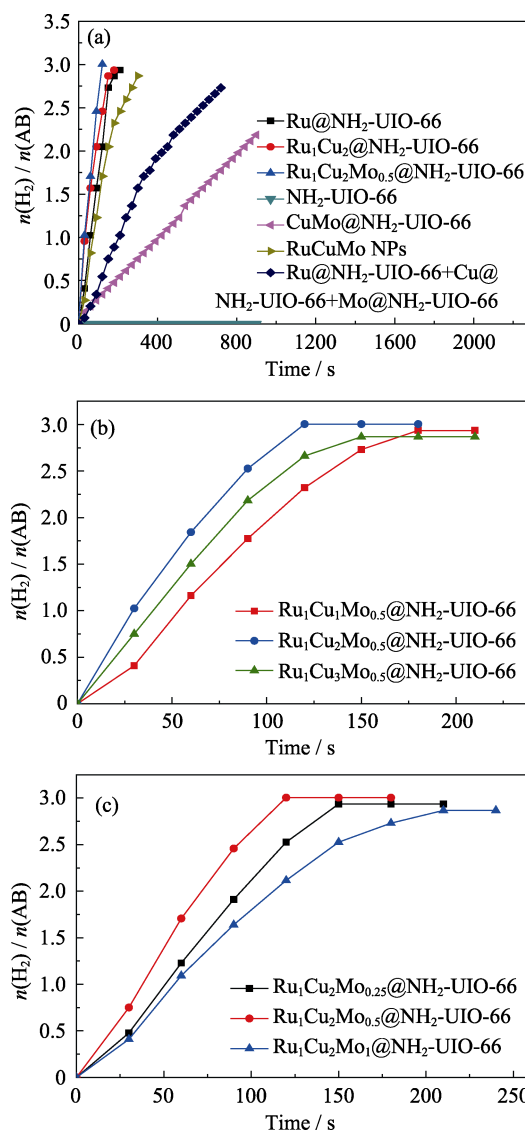 (a)
n(H₂) / n(AB)
3.5
3.0
2.5
2.0
1.5
1.0
0.5
0
Ru@NH₂-UIO-66
Ru₁Cu₂@NH₂-UIO-66
Ru₁Cu₂Mo₀.₅@NH₂-UIO-66
NH₂-UIO-66
CuMo@NH₂-UIO-66
RuCuMo NPs
Ru@NH₂-UIO-66+Cu@
NH₂-UIO-66+Mo@NH₂-UIO-66
400 800 1200 1600 2000
Time / s
(b)
n(H₂) / n(AB)
3.0
2.5
2.0
1.5
1.0
0.5
0
Ru₁Cu₁Mo₀.₅@NH₂-UIO-66
Ru₁Cu₂Mo₀.₅@NH₂-UIO-66
Ru₁Cu₃Mo₀.₅@NH₂-UIO-66
0 50 100 150 200
Time / s
(c)
n(H₂) / n(AB)
3.0
2.5
2.0
1.5
1.0
0.5
0
Ru₁Cu₂Mo₀.₂₅@NH₂-UIO-66
Ru₁Cu₂Mo₀.₅@NH₂-UIO-66
Ru₁Cu₂Mo₁@NH₂-UIO-66
0 50 100 150 200 250
Time / s